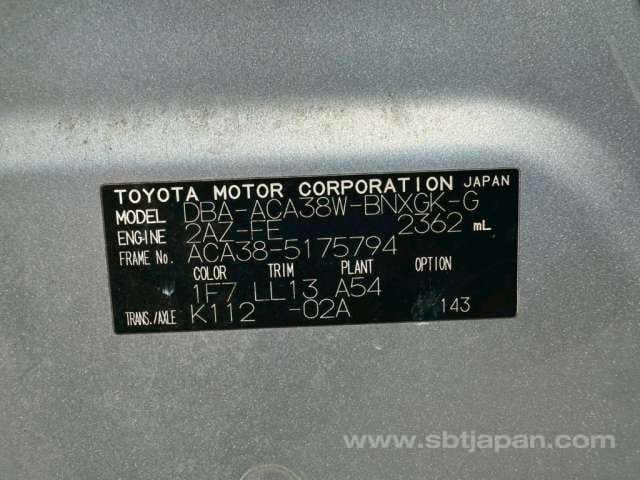 TOYOTA MOTOR CORPORATION JAPAN
MODEL DBA-ACA38W-BNXGK-G
ENGINE 2AZ-FE 2362 mL
FRAME No. ACA38-5175794
COLOR TRIM PLANT OPTION
1F7 LL13 A54
TRANS./AXLE K112 -02A 143
www.sbtjapan.com